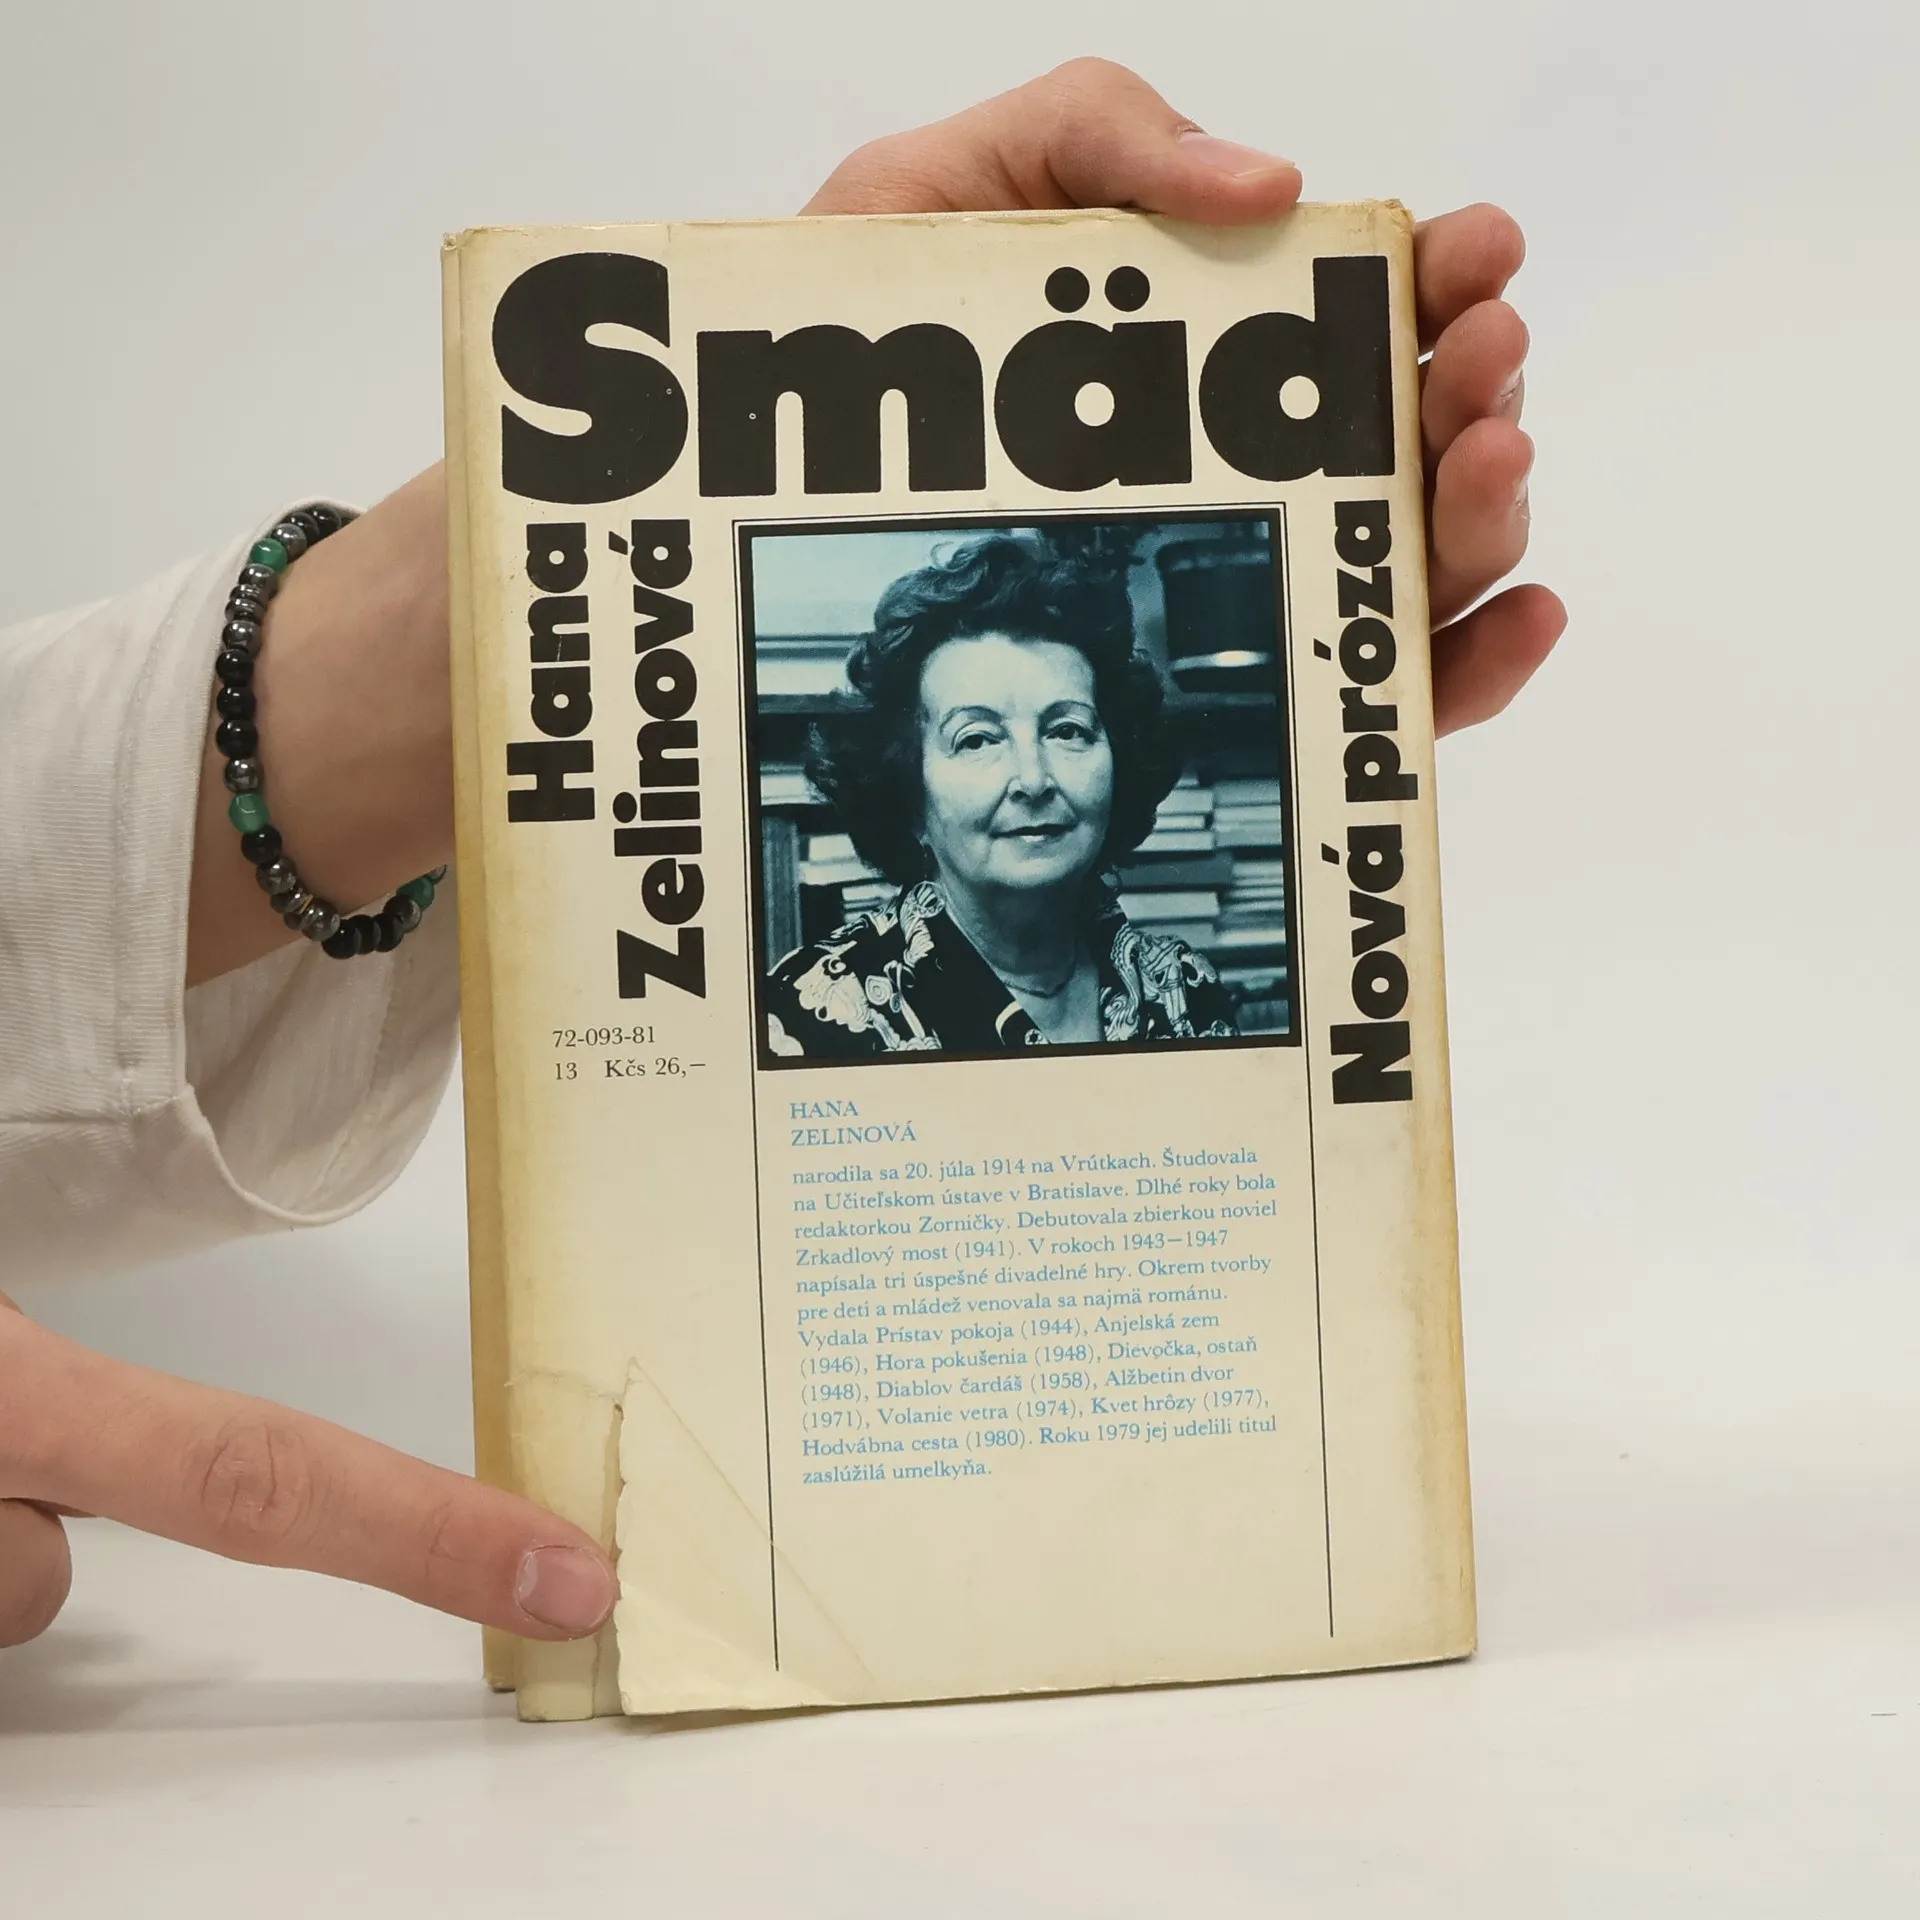 Smäd
Hana
Zelinová
Nová próza
72-093-81
13 Kčs 26,—
HANA
ZELINOVÁ
narodila sa 20. júla 1914 na Vrútkach. Študovala
na Učiteľskom ústave v Bratislave. Dlhé roky bola
redaktorkou Zorničky. Debutovala zbierkou noviel
Zrkadlový most (1941). V rokoch 1943—1947
napísala tri úspešné divadelné hry. Okrem tvorby
pre deti a mládež venovala sa najmä románu.
Vydala Prístav pokoja (1944), Anjelská zem
(1946), Hora pokušenia (1948), Dievočka, ostaň
(1948), Diablov čardáš (1958), Alžbetin dvor
(1971), Volanie vetra (1974), Kvet hrôzy (1977),
Hodvábna cesta (1980). Roku 1979 jej udelili titul
zaslúžilá umelkyňa.